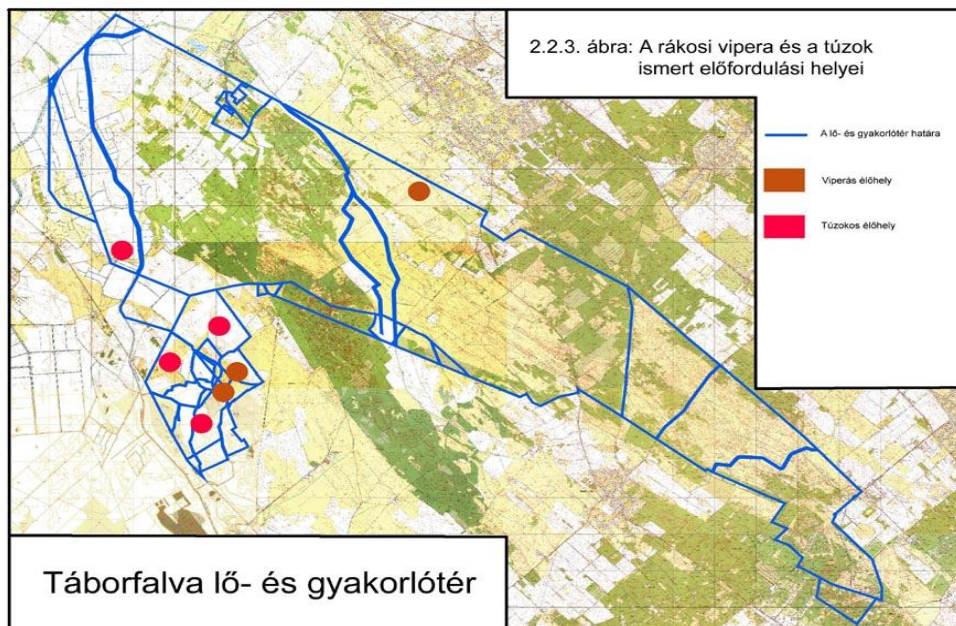 2.2.3. ábra: A rákosi vipera és a túzok
ismert előfordulási helyei
A lő- és gyakorlótér határa
Viperás élőhely
Túzokos élőhely
Táborfalva lő- és gyakorlótér